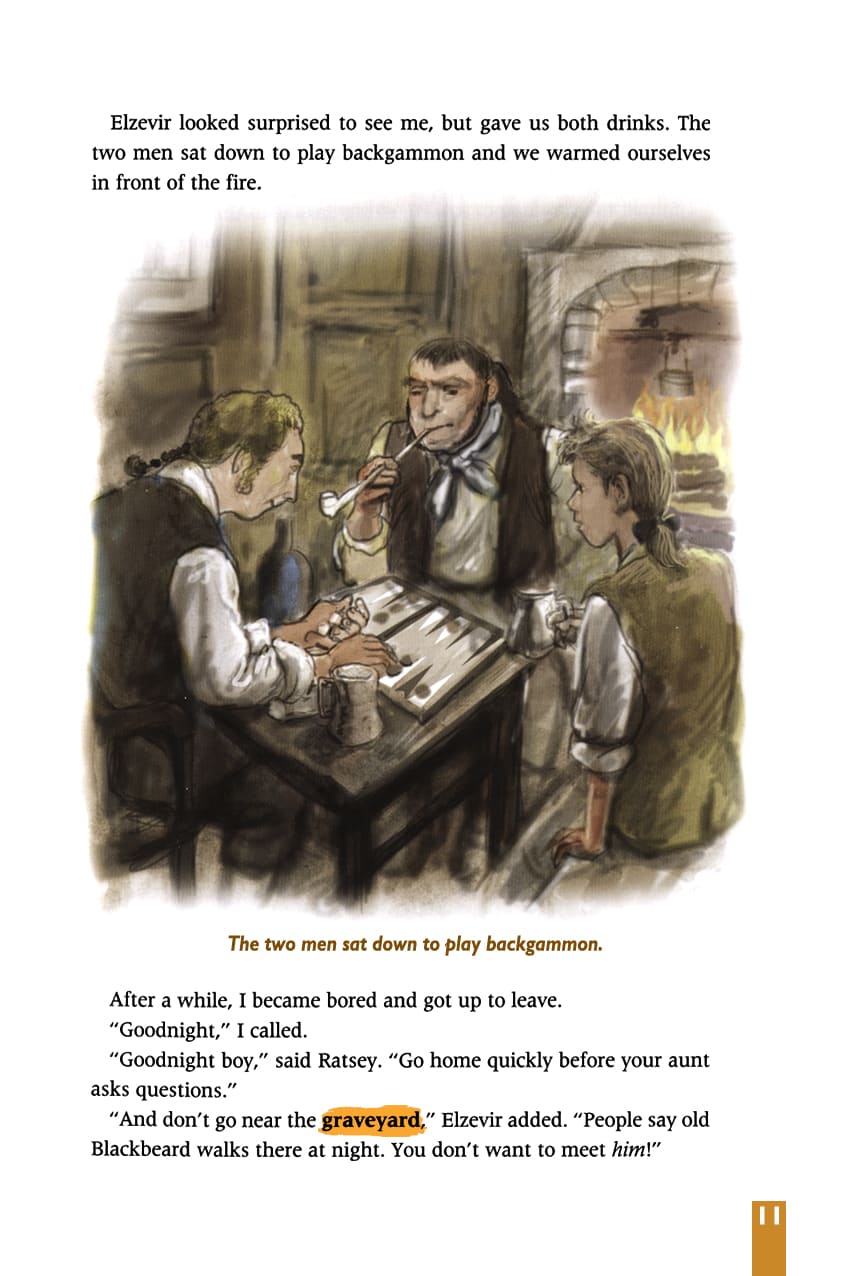 Elzevir looked surprised to see me, but gave us both drinks. The
two men sat down to play backgammon and we warmed ourselves
in front of the fire.
The two men sat down to play backgammon.
After a while, I became bored and got up to leave.
“Goodnight,” I called.
“Goodnight boy,” said Ratsey. “Go home quickly before your aunt
asks questions.”
“And don’t go near the graveyard,” Elzevir added. “People say old
Blackbeard walks there at night. You don’t want to meet him!”
11